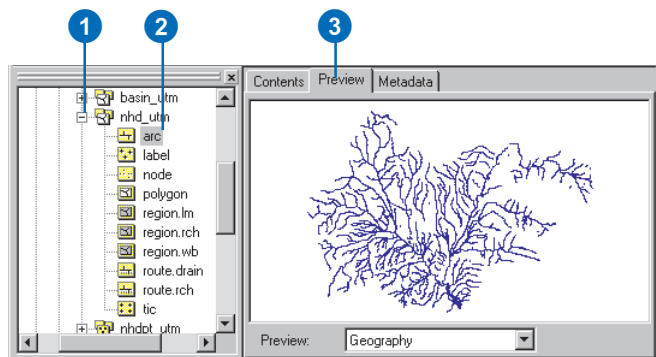 1 2 3
basin_utm
nhd_utm
arc
label
node
polygon
region.lm
region.rch
region.wb
route.drain
route.rch
tic
nhdpt_utm
Contents Preview Metadata
Preview: Geography